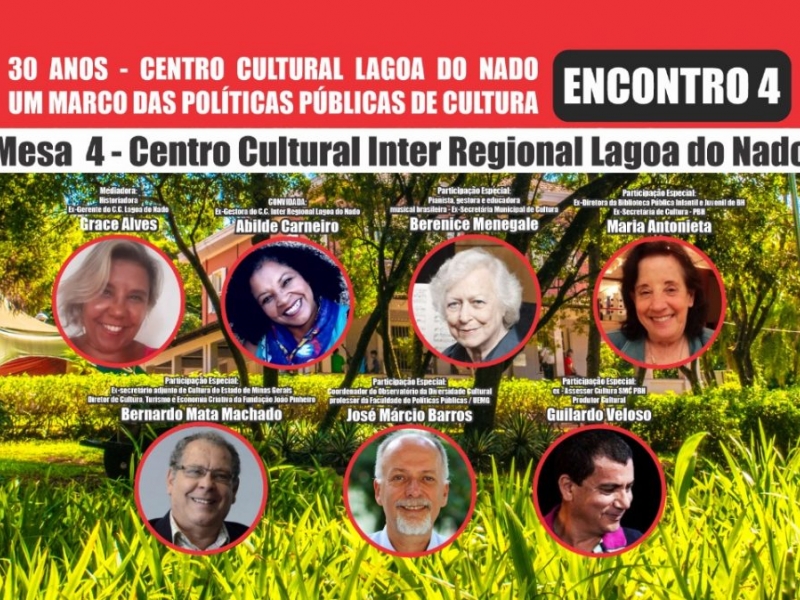 30 ANOS - CENTRO CULTURAL LAGOA DO NADO
UM MARCO DAS POLÍTICAS PÚBLICAS DE CULTURA
ENCONTRO 4
Mesa 4 - Centro Cultural Inter Regional Lagoa do Nado
Mediadora:
Historiadora
Ex-Gerente do C.C. Lagoa do Nado
Grace Alves
CONVIDADA:
Ex-Gestora do C.C. Inter Regional Lagoa do Nado
Abilde Carneiro
Participação Especial:
Pianista, gestora e educadora
musical brasileira - Ex-Secretária Municipal de Cultura
Berenice Menegale
Participação Especial:
Ex-Diretora da Biblioteca Pública Infantil e Juvenil de BH
Ex-Secretária de Cultura - PBH
Maria Antonieta
Participação Especial:
Ex-secretário adjunto de Cultura do Estado de Minas Gerais
Diretor de Cultura, Turismo e Economia Criativa da Fundação João Pinheiro
Bernardo Mata Machado
Participação Especial:
Coordenador do Observatório da Diversidade Cultural
professor da Faculdade de Políticas Públicas / UEMG
José Márcio Barros
Participação Especial:
ex - Assessor Cultura SMC PBH
Produtor Cultural
Guilardo Veloso